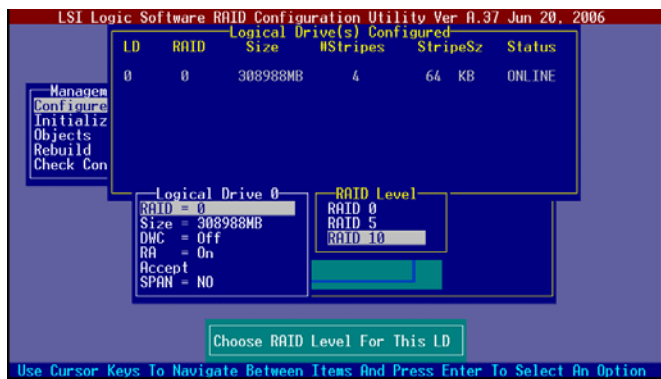 LSI Logic Software RAID Configuration Utility Ver A.37 Jun 20, 2006
Logical Drive(s) Configured
LD RAID Size #Stripes StripeSz Status
0 0 308988MB 4 64 KB ONLINE
Managem
Configure
Initializ
Objects
Rebuild
Check Con
Logical Drive 0
RAID = 0
Size = 308988MB
DWC = Off
RA = On
Accept
SPAN = NO
RAID Level
RAID 0
RAID 5
RAID 10
Choose RAID Level For This LD
Use Cursor Keys To Navigate Between Items And Press Enter To Select An Option